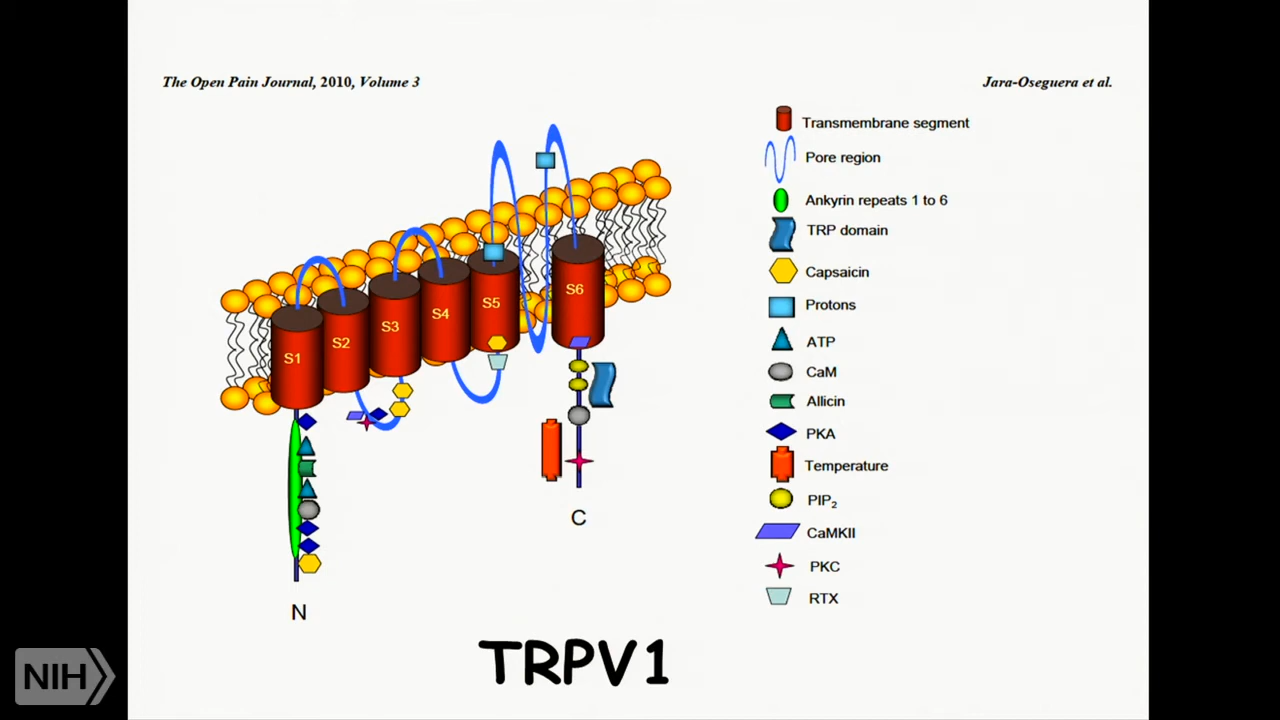 The Open Pain Journal, 2010, Volume 3
Jara-Oseguera et al.
Transmembrane segment
Pore region
Ankyrin repeats 1 to 6
TRP domain
Capsaicin
Protons
ATP
CaM
Allicin
PKA
Temperature
PIP₂
CaMKII
PKC
RTX
S1
S2
S3
S4
S5
S6
N
C
TRPV1
NIH